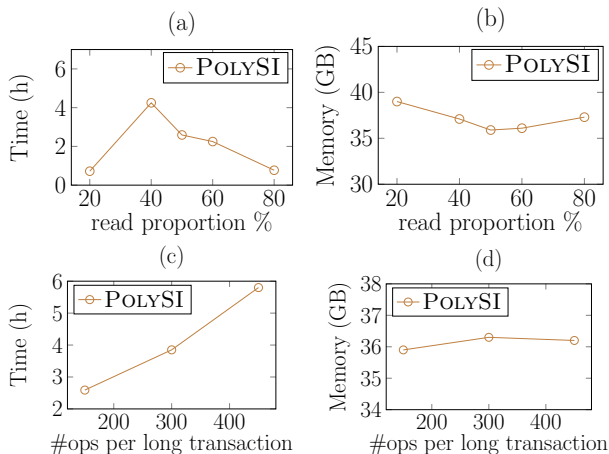 (a)
Time (h)
6
4
2
0
POLYSI
20 40 60 80
read proportion %
(b)
Memory (GB)
45
40
35
30
POLYSI
20 40 60 80
read proportion %
(c)
Time (h)
6
5
4
3
2
POLYSI
200 300 400
#ops per long transaction
(d)
Memory (GB)
38
37
36
35
34
POLYSI
200 300 400
#ops per long transaction